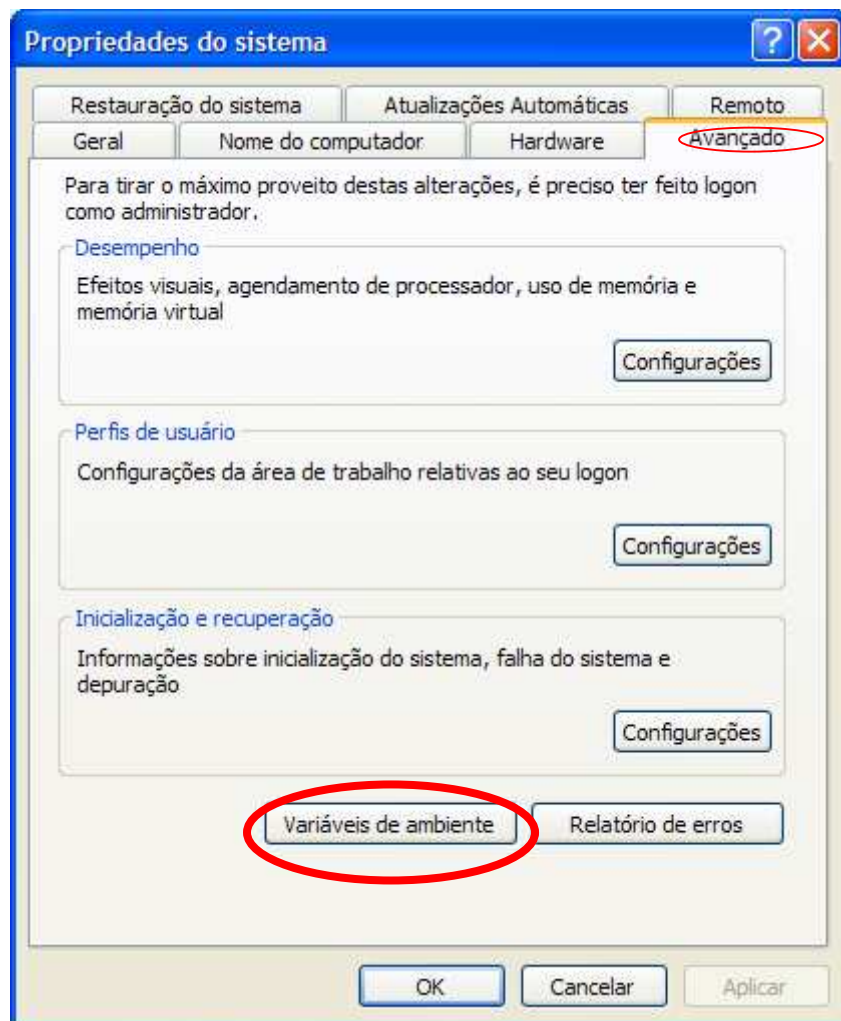 Propriedades do sistema
Restauração do sistema
Atualizações Automáticas
Remoto
Geral
Nome do computador
Hardware
Avançado
Para tirar o máximo proveito destas alterações, é preciso ter feito logon
como administrador.
Desempenho
Efeitos visuais, agendamento de processador, uso de memória e
memória virtual
Configurações
Perfis de usuário
Configurações da área de trabalho relativas ao seu logon
Configurações
Inicialização e recuperação
Informações sobre inicialização do sistema, falha do sistema e
depuração
Configurações
Variáveis de ambiente
Relatório de erros
OK
Cancelar
Aplicar